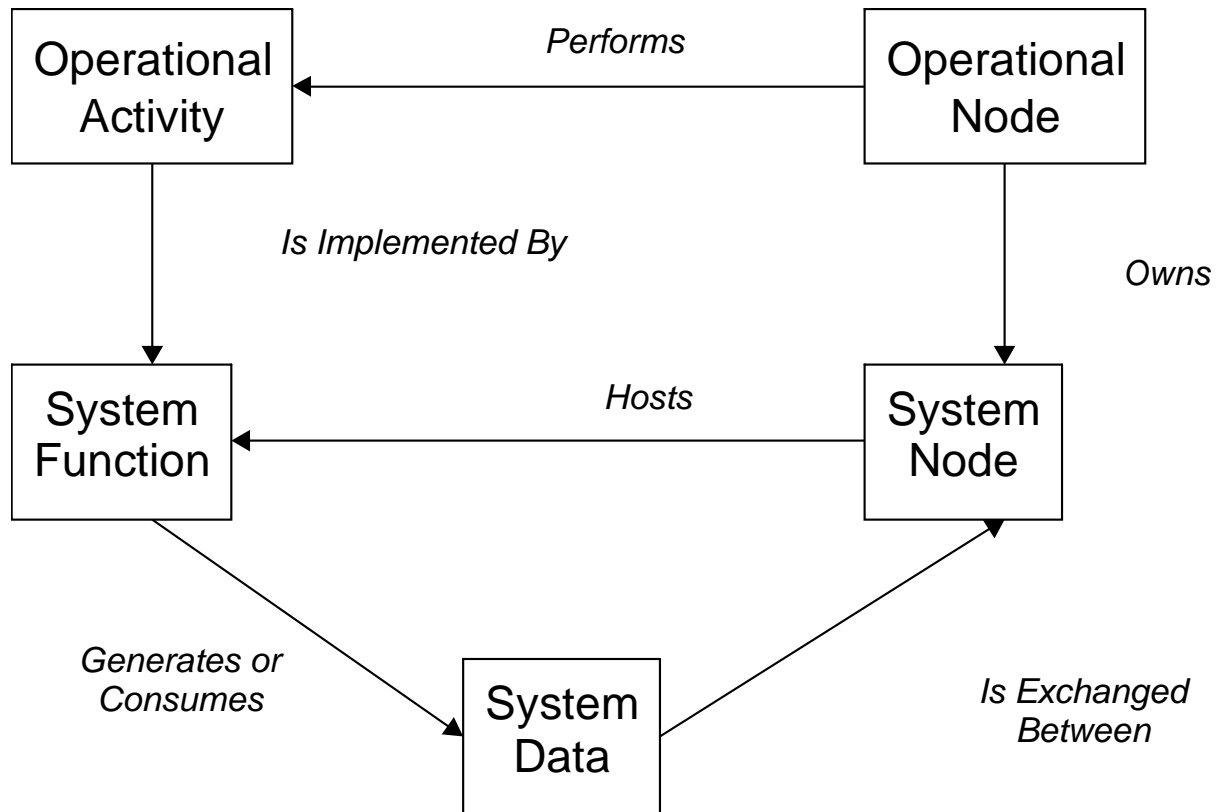 Operational
Activity
Performs
Operational
Node
Is Implemented By
Owns
System
Function
Hosts
System
Node
Generates or
Consumes
System
Data
Is Exchanged
Between